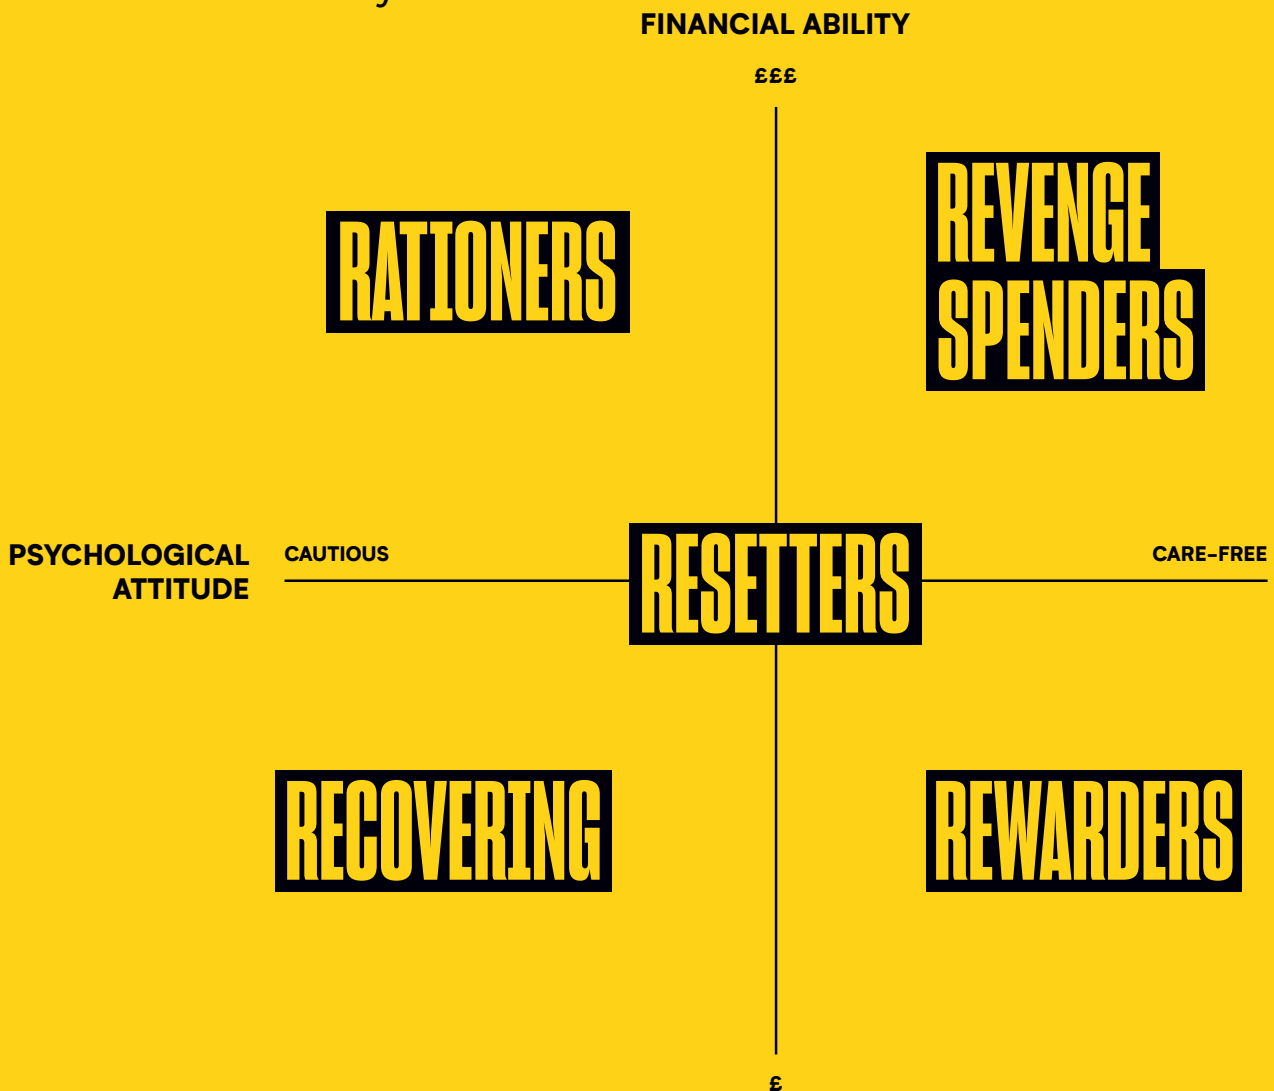 FINANCIAL ABILITY
£££
REVENGE
SPENDERS
RATIONERS
PSYCHOLOGICAL
ATTITUDE
CAUTIOUS
CARE-FREE
RESETTERS
RECOVERING
REWARDERS
£